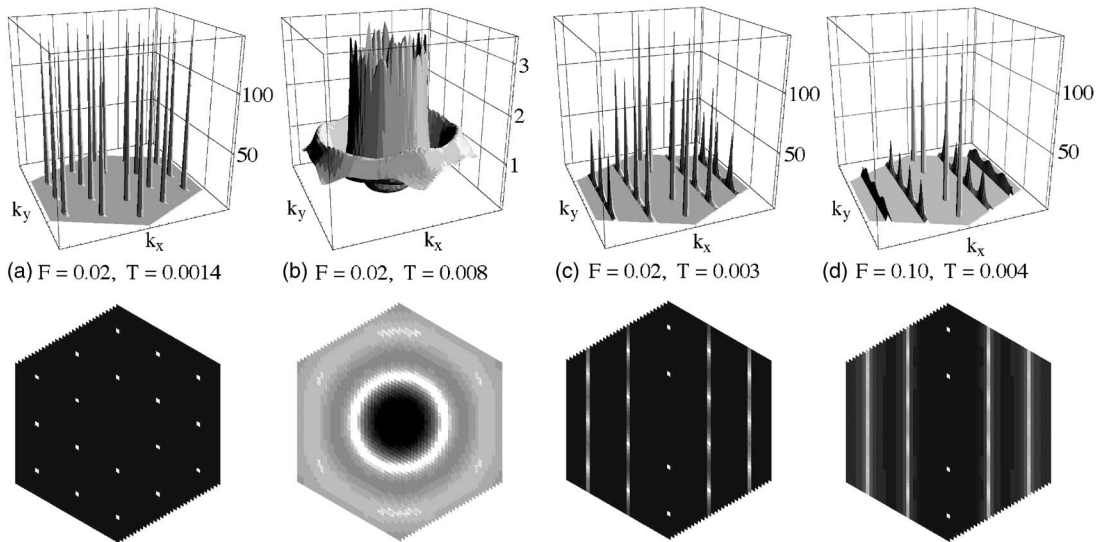 100
50
k_y
k_x
3
2
1
k_y
k_x
100
50
k_y
k_x
100
50
k_y
k_x
(a) F = 0.02, T = 0.0014
(b) F = 0.02, T = 0.008
(c) F = 0.02, T = 0.003
(d) F = 0.10, T = 0.004